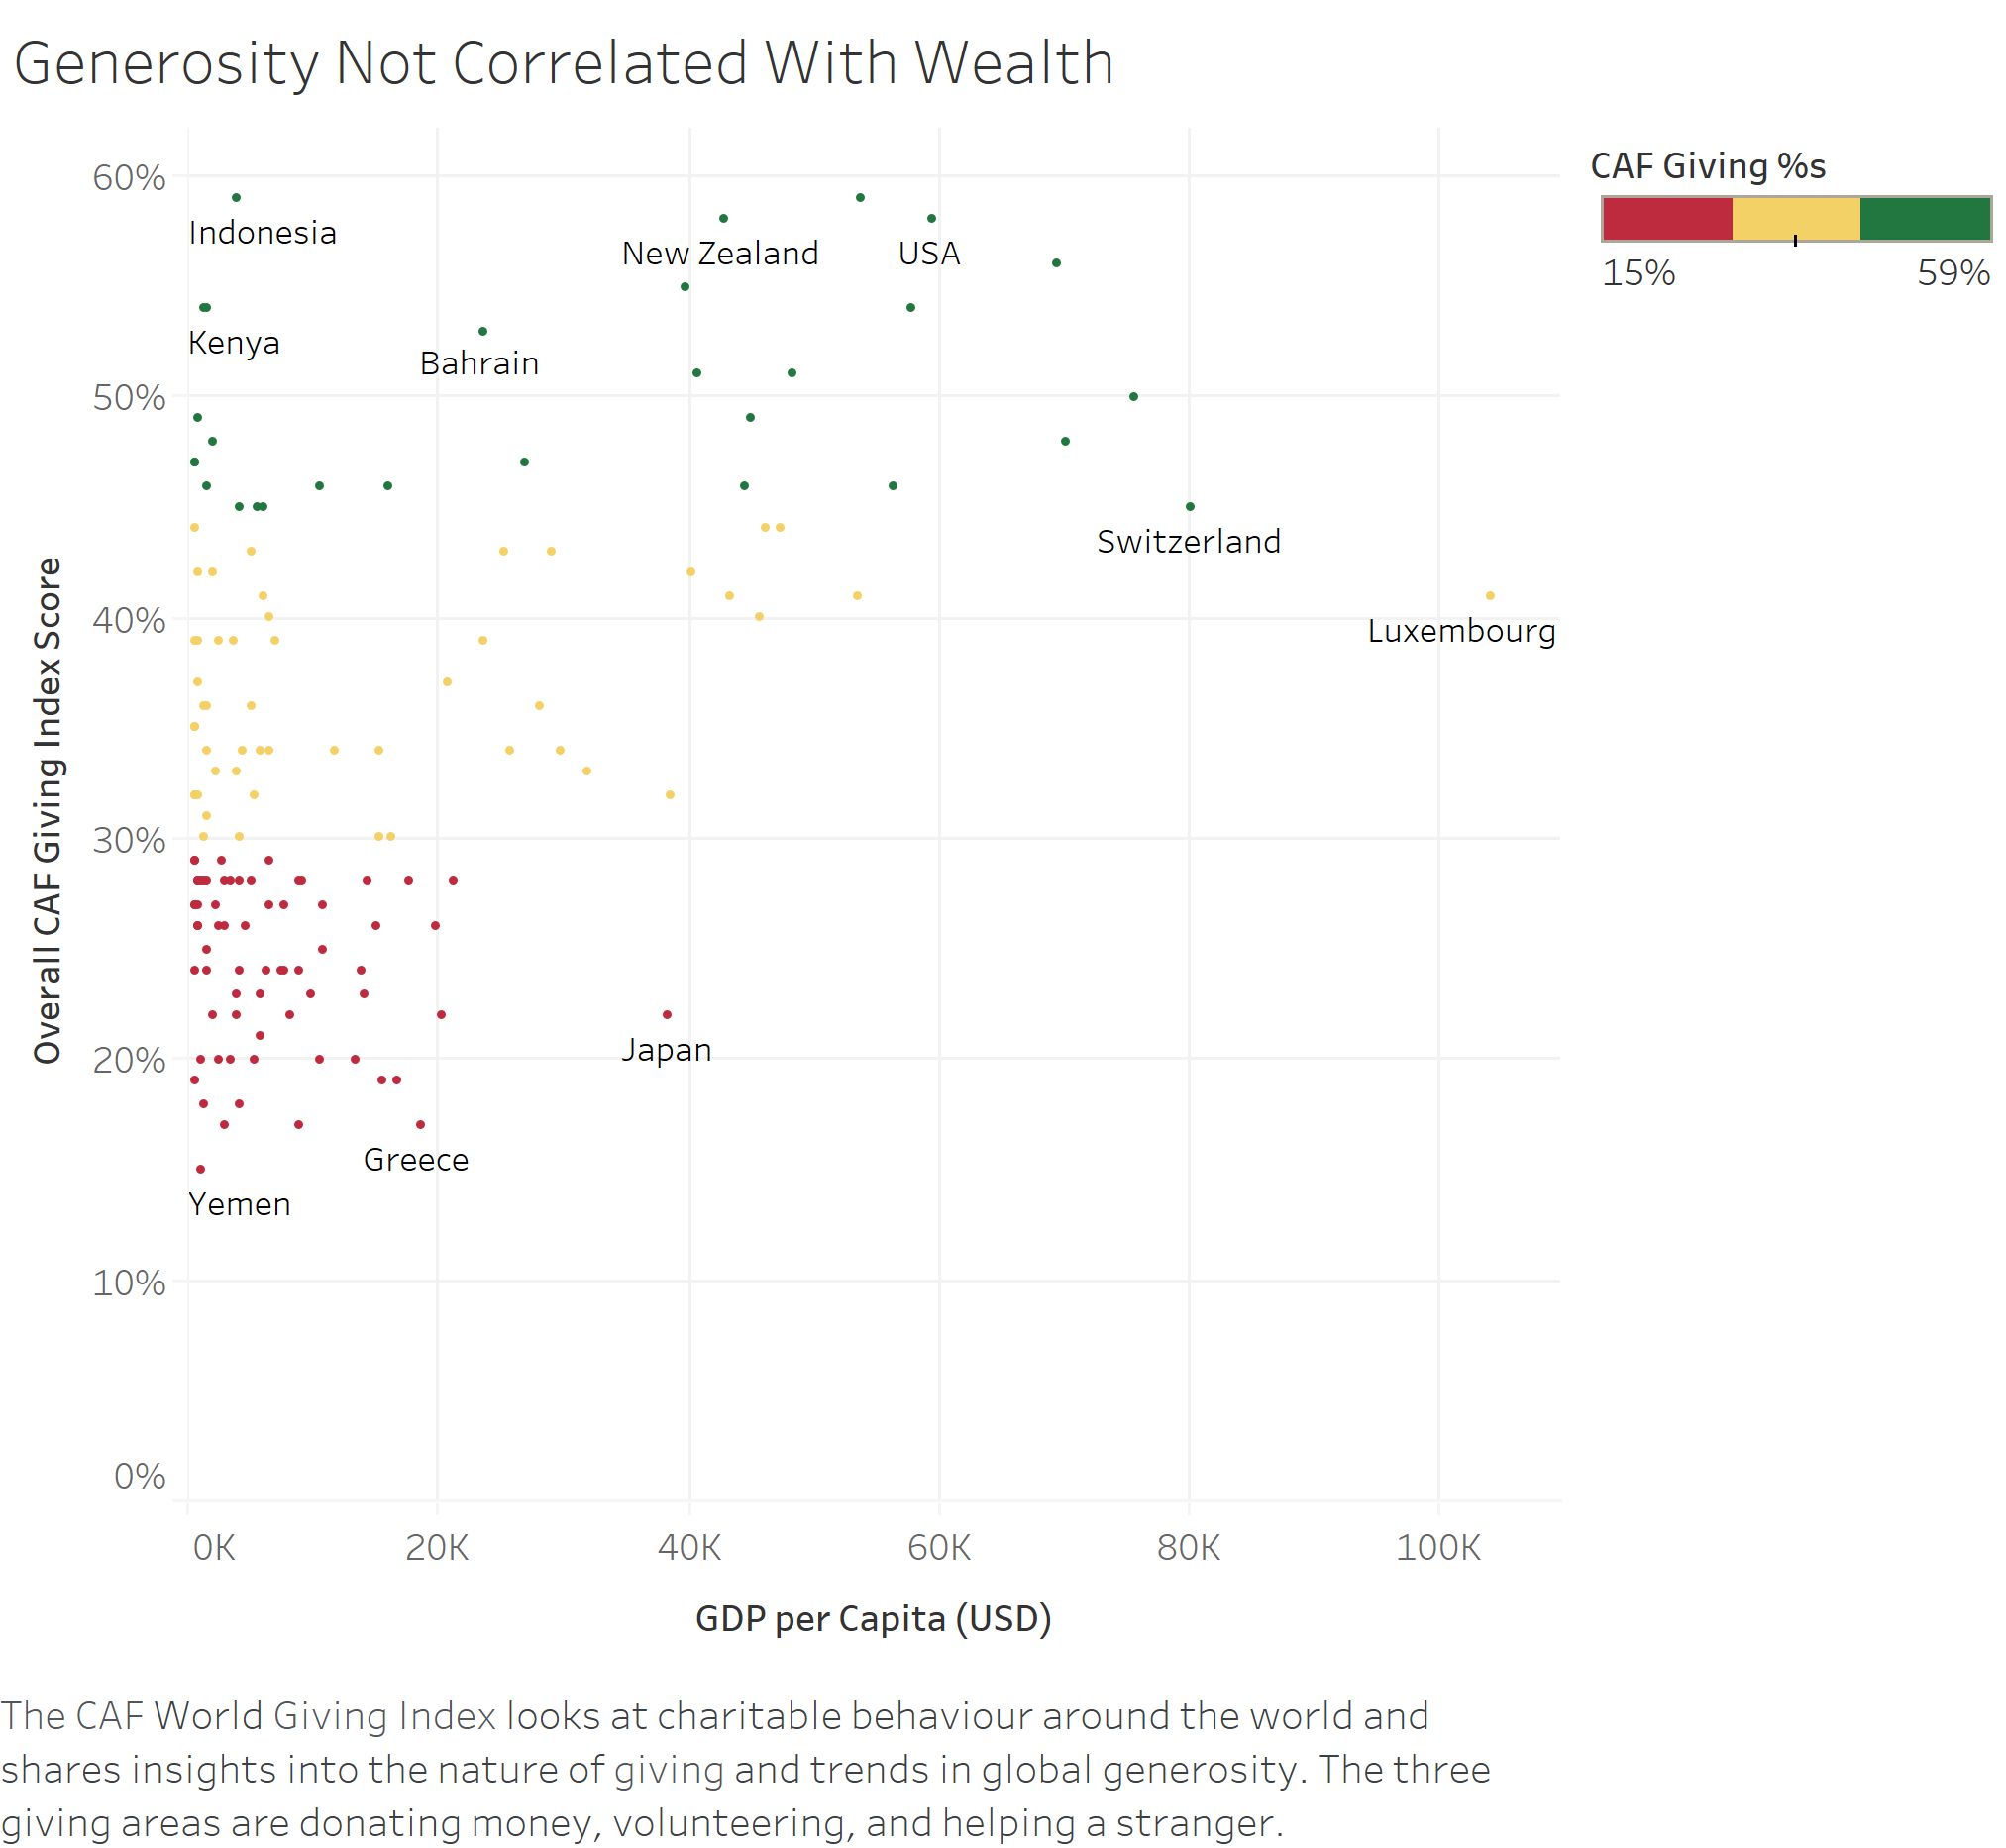 Generosity Not Correlated With Wealth
CAF Giving %s
15%
59%
Overall CAF Giving Index Score
60%
50%
40%
30%
20%
10%
0%
Indonesia
New Zealand
USA
Kenya
Bahrain
Switzerland
Luxembourg
Japan
Greece
Yemen
0K
20K
40K
60K
80K
100K
GDP per Capita (USD)
The CAF World Giving Index looks at charitable behaviour around the world and
shares insights into the nature of giving and trends in global generosity. The three
giving areas are donating money, volunteering, and helping a stranger.